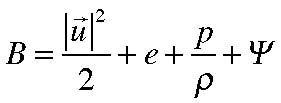 B = |u⃗|²/2 + e + p/ρ + Ψ